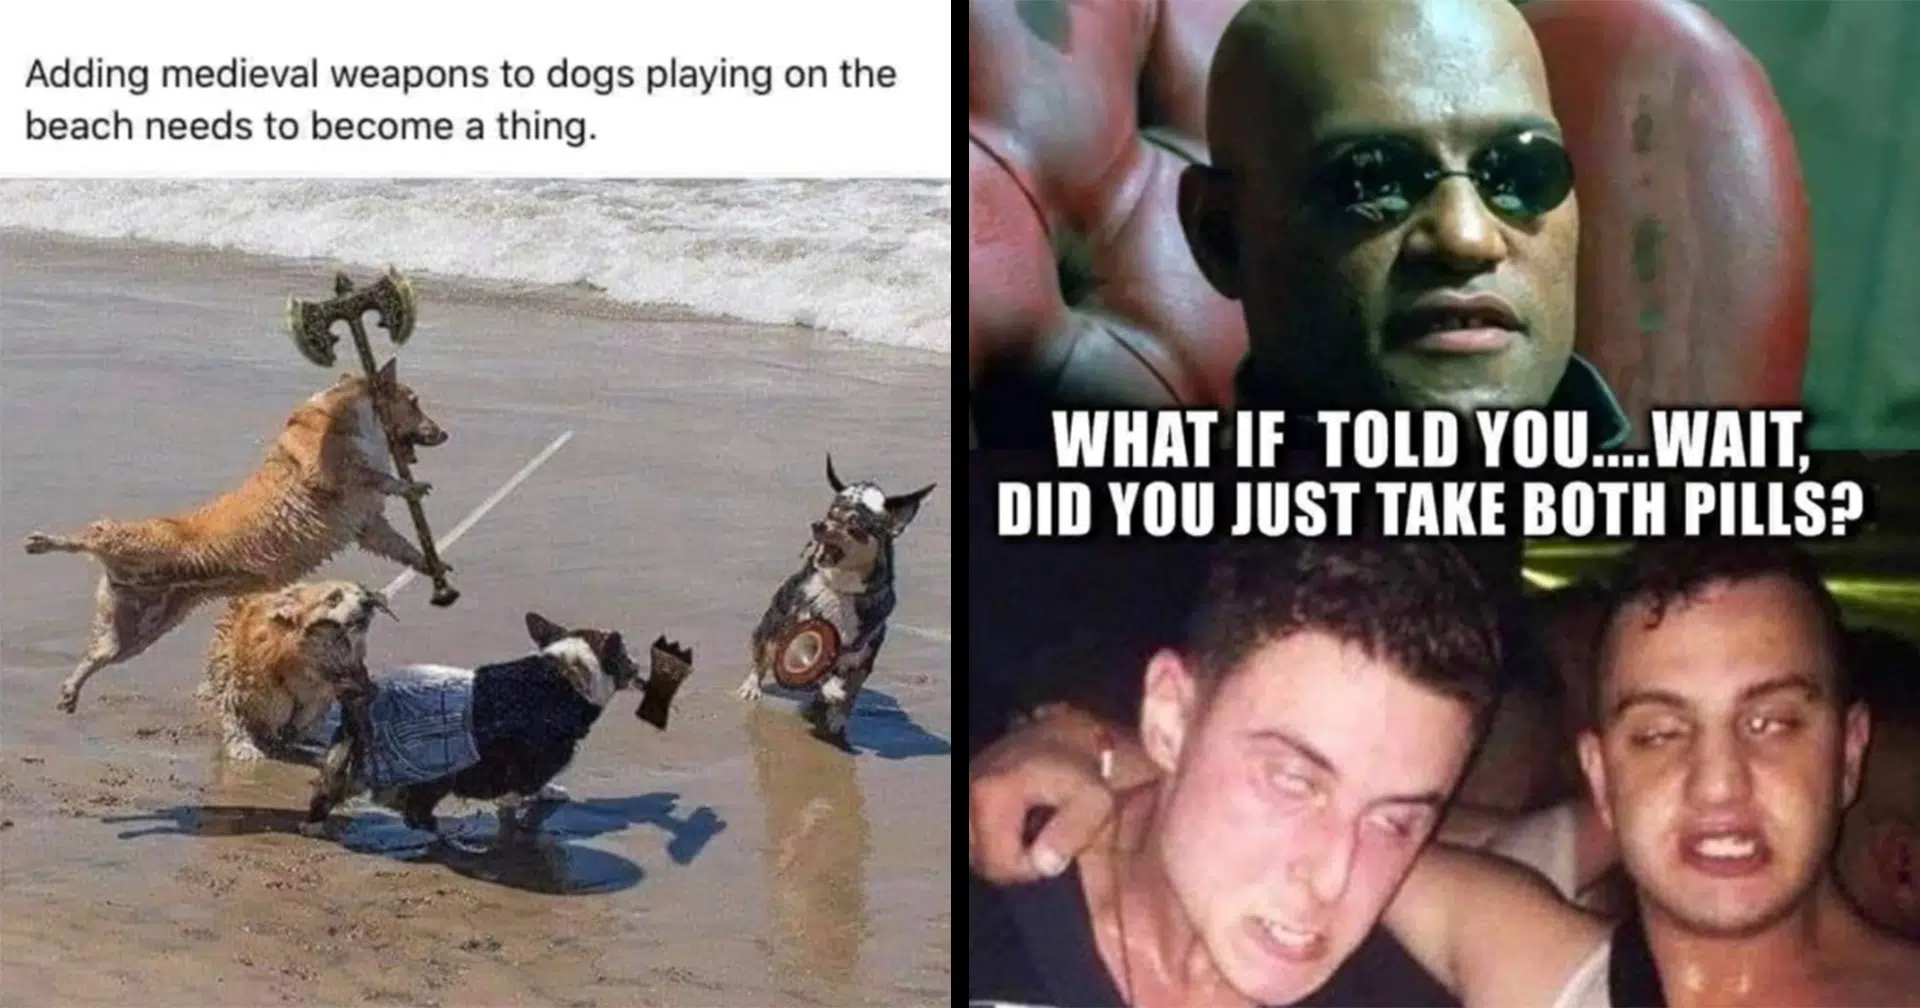 Adding medieval weapons to dogs playing on the
beach needs to become a thing.
WHAT IF TOLD YOU....WAIT,
DID YOU JUST TAKE BOTH PILLS?